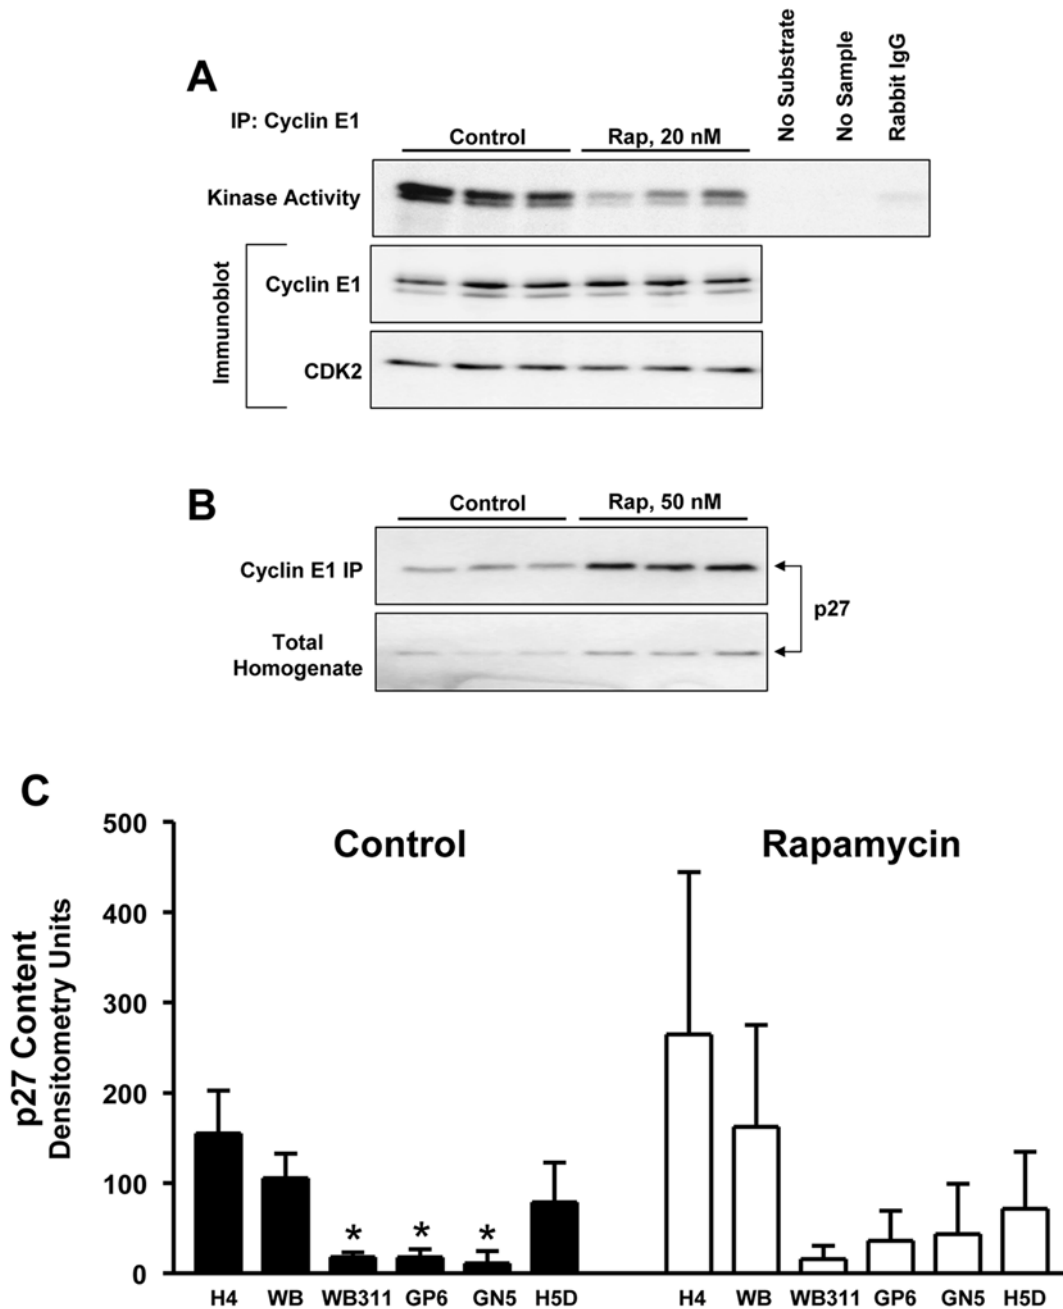 A
IP: Cyclin E1
Control
Rap, 20 nM
No Substrate
No Sample
Rabbit IgG
Kinase Activity
Immunoblot
Cyclin E1
CDK2
B
Control
Rap, 50 nM
Cyclin E1 IP
p27
Total
Homogenate
C
p27 Content
Densitometry Units
500
400
300
200
100
0
Control
Rapamycin
* * *
H4 WB WB311 GP6 GN5 H5D H4 WB WB311 GP6 GN5 H5D